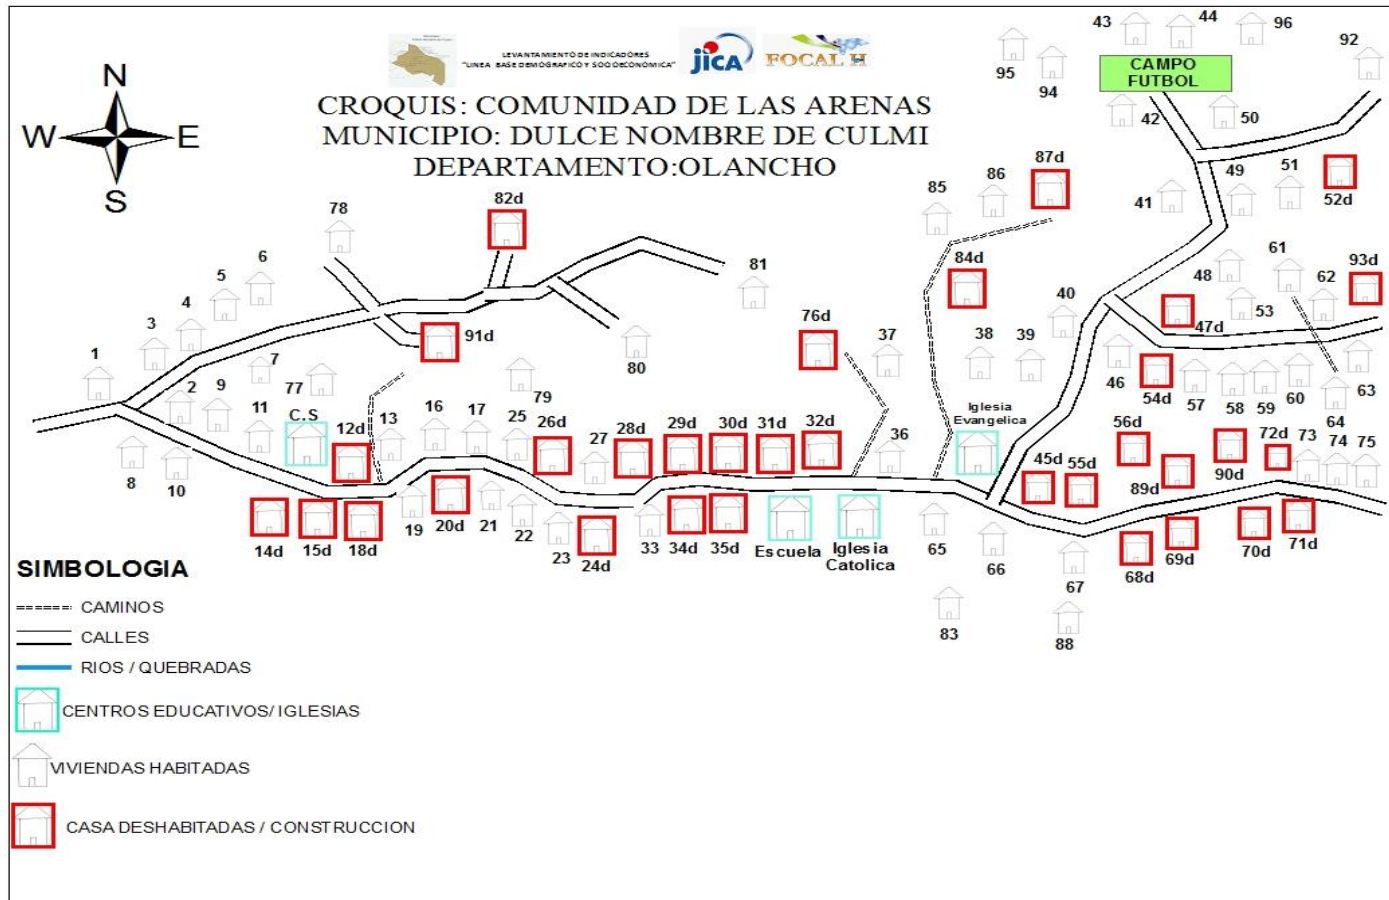 LEVANTAMIENTO DE INDICADORES
"LINEA BASE DEMOGRAFICO Y SOCIOECONOMICA"
JICA
FOCAL II
CROQUIS: COMUNIDAD DE LAS ARENAS
MUNICIPIO: DULCE NOMBRE DE CULMI
DEPARTAMENTO:OLANCHO
N
W E
S
43 44 96
95 94 92
CAMPO
FUTBOL
42 50
87d
86
85
41 49 51
52d
82d
78
6
5
4
3
1
81
84d
40
48 61
62 93d
53
47d
91d
80
76d 37
38 39
46
54d 57 58 59 60
63
64
7
2 9
77
79
11
C.S
12d 13 16 17 25 26d 27 28d 29d 30d 31d 32d
36
Iglesia
Evangelica
56d
90d 72d 73 74 75
45d 55d
89d
8 10
14d 15d 18d
19 20d 21 22 23 24d
33 34d 35d
Escuela
Iglesia
Catolica
65 66 67
68d 69d 70d 71d
83 88
SIMBOLOGIA
CAMINOS
CALLES
RIOS / QUEBRADAS
CENTROS EDUCATIVOS/ IGLESIAS
VIVIENDAS HABITADAS
CASA DESHABITADAS / CONSTRUCCION